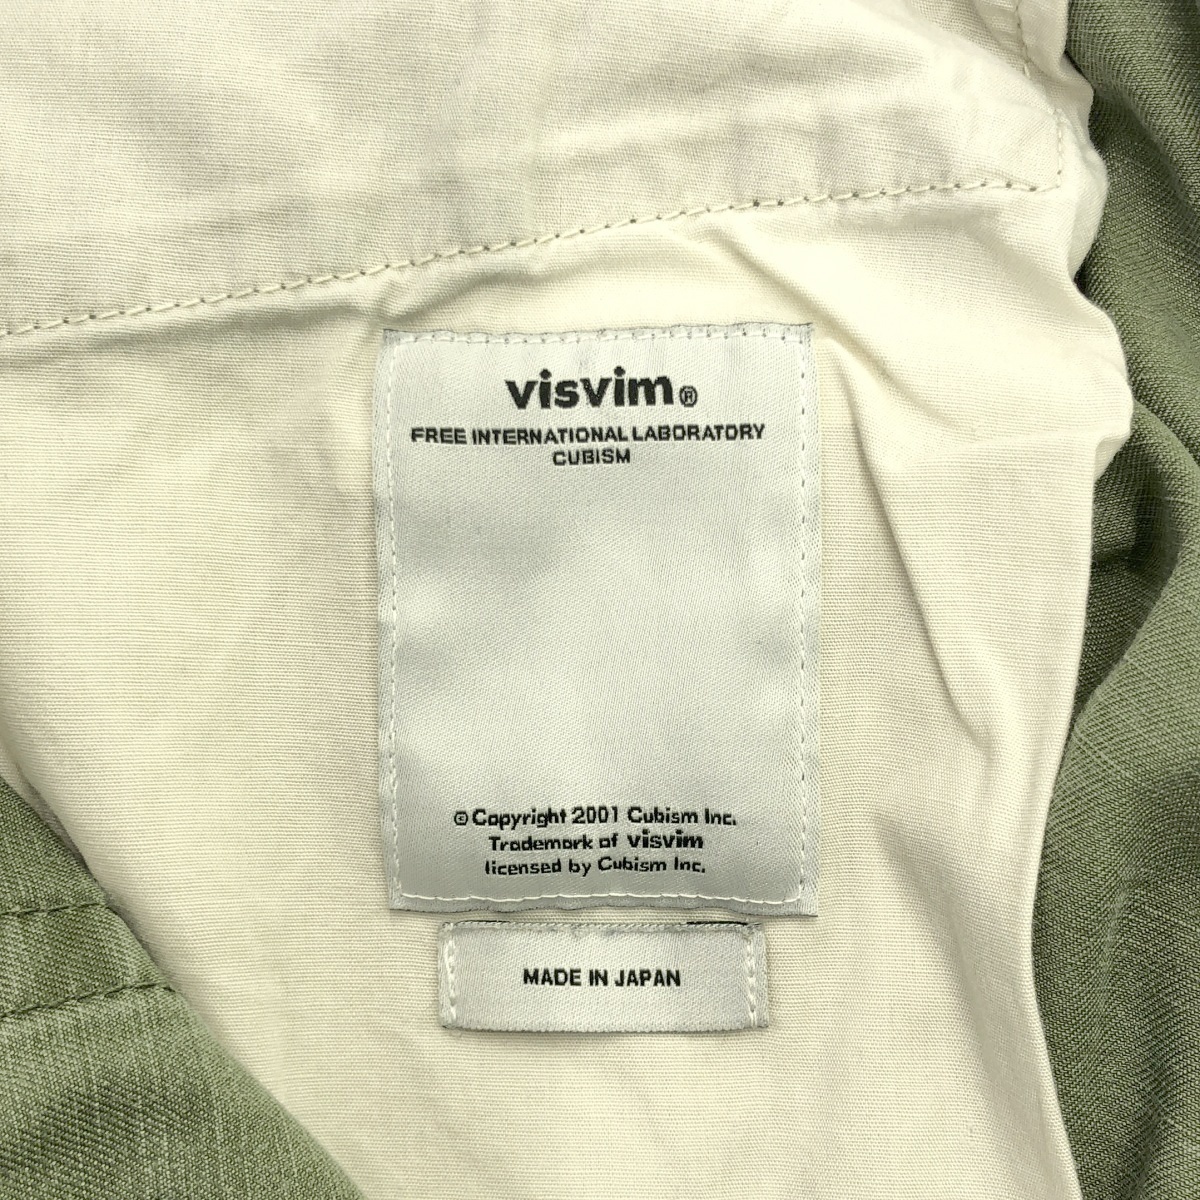 visvim®
FREE INTERNATIONAL LABORATORY
CUBISM
© Copyright 2001 Cubism Inc.
Trademark of visvim
licensed by Cubism Inc.
MADE IN JAPAN